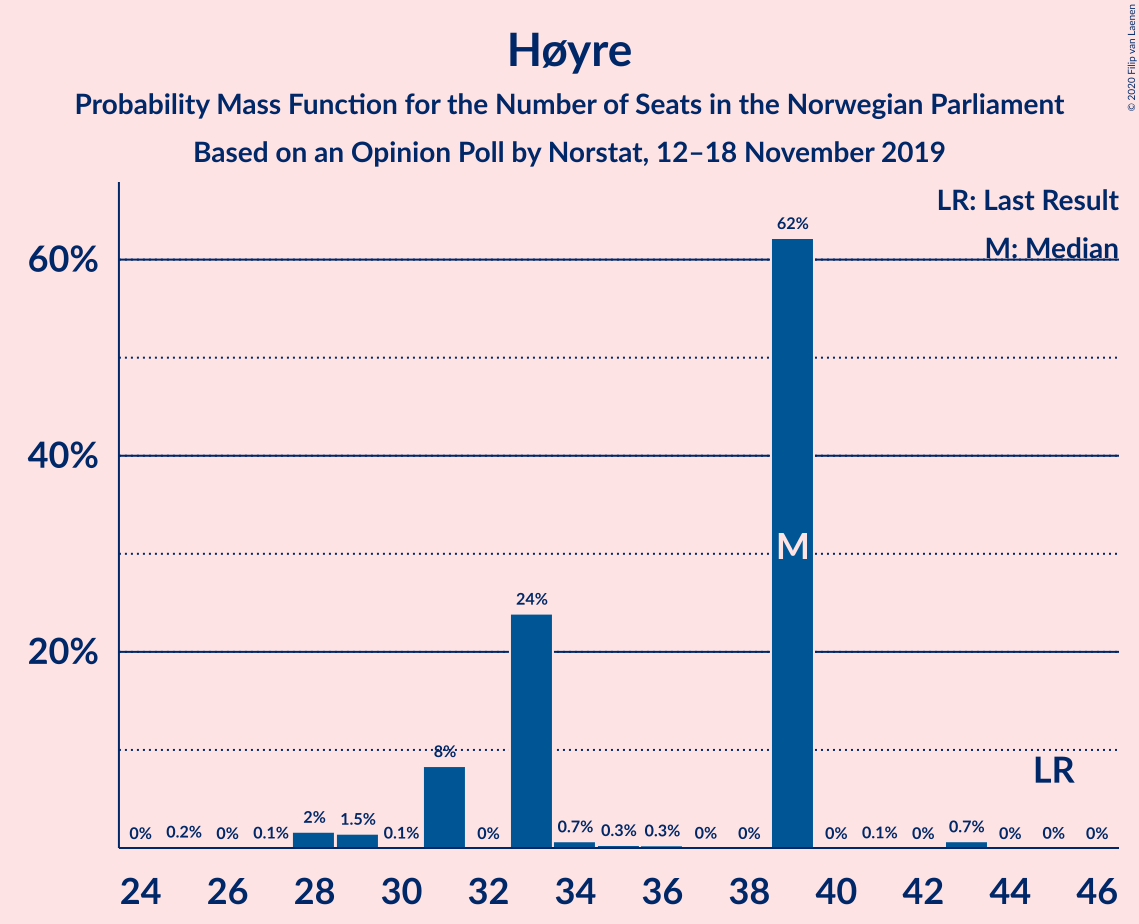 Høyre
Probability Mass Function for the Number of Seats in the Norwegian Parliament
Based on an Opinion Poll by Norstat, 12–18 November 2019
© 2020 Filip van Laenen
LR: Last Result
M: Median
60%
40%
20%
0% 0.2% 0% 0.1% 2% 1.5% 0.1% 8% 0% 24% 0.7% 0.3% 0.3% 0% 0% 62% 0% 0.1% 0% 0.7% 0% 0% 0%
M
LR
24 26 28 30 32 34 36 38 40 42 44 46